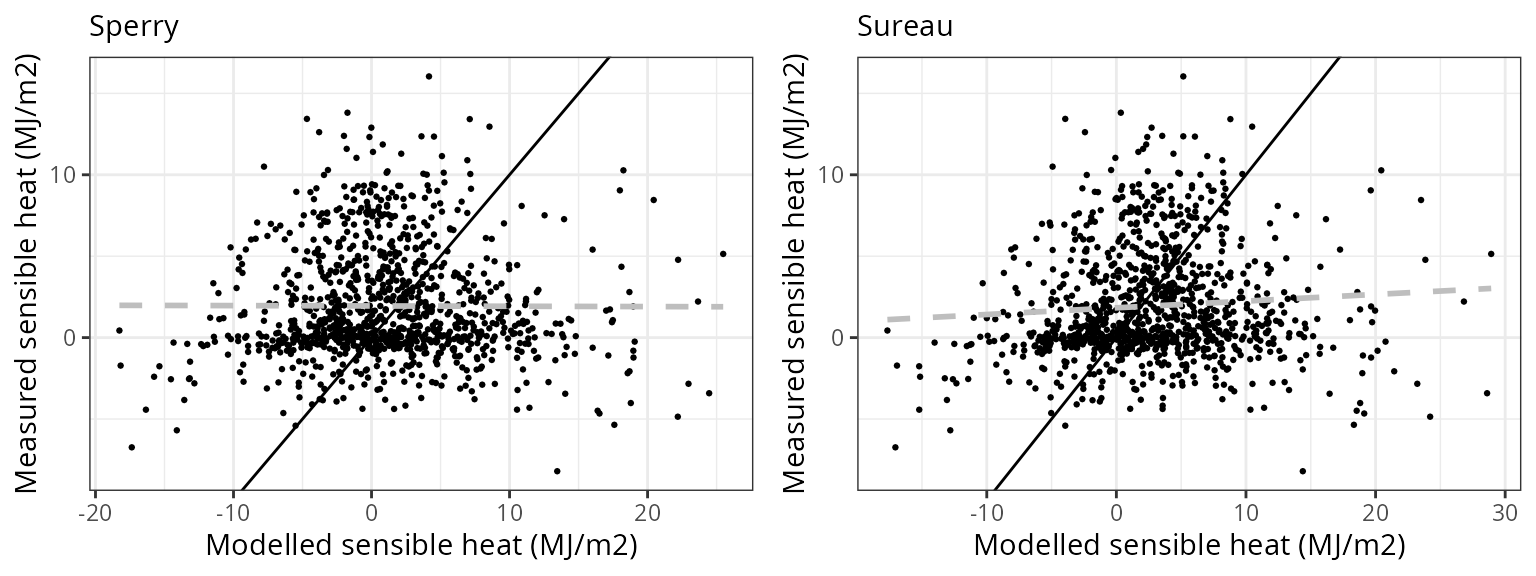 Sperry
Measured sensible heat (MJ/m2)
10
0
-20 -10 0 10 20
Modelled sensible heat (MJ/m2)
Sureau
Measured sensible heat (MJ/m2)
10
0
-10 0 10 20 30
Modelled sensible heat (MJ/m2)